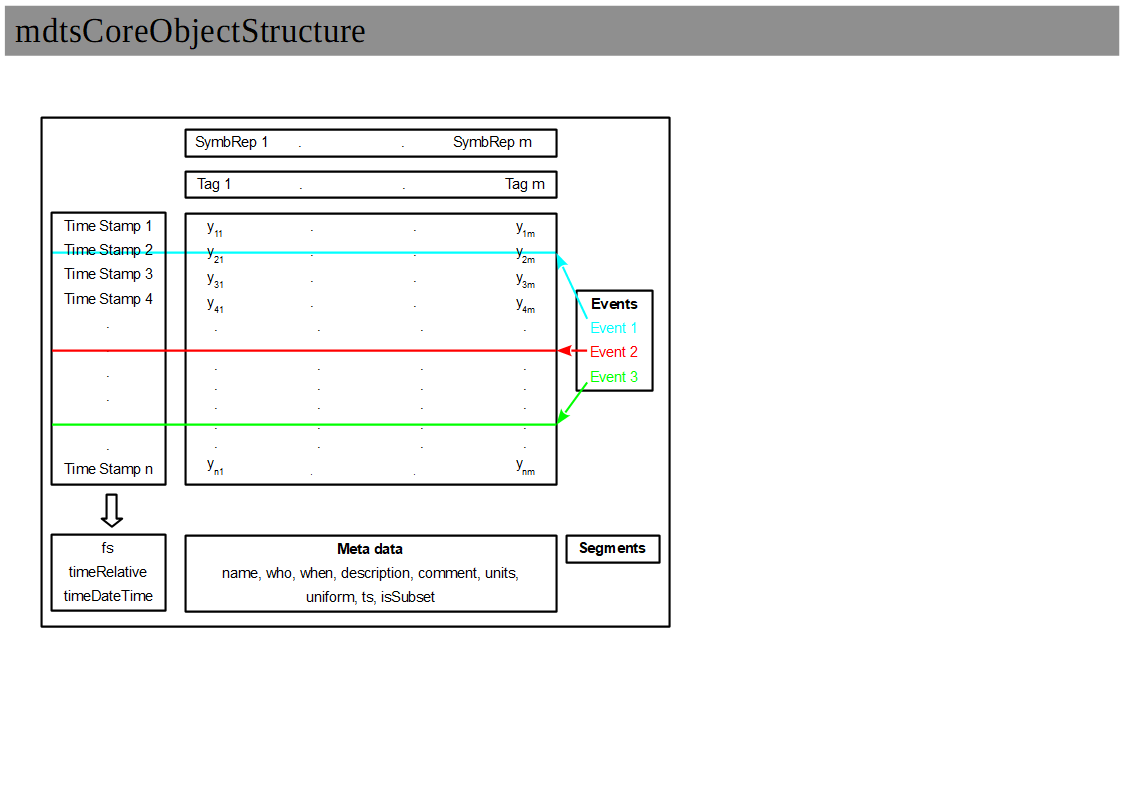 mdtsCoreObjectStructure
SymbRep 1 . . SymbRep m
Tag 1 . . Tag m
Time Stamp 1 y11 . . y1m
Time Stamp 2 y21 . . y2m
Time Stamp 3 y31 . . y3m
Time Stamp 4 y41 . . y4m
. . . . .
. . . . .
. . . . .
. . . .
. . . .
. . . . .
Time Stamp n yn1 . . ynm
Events
Event 1
Event 2
Event 3
fs
timeRelative
timeDateTime
Meta data
name, who, when, description, comment, units,
uniform, ts, isSubset
Segments